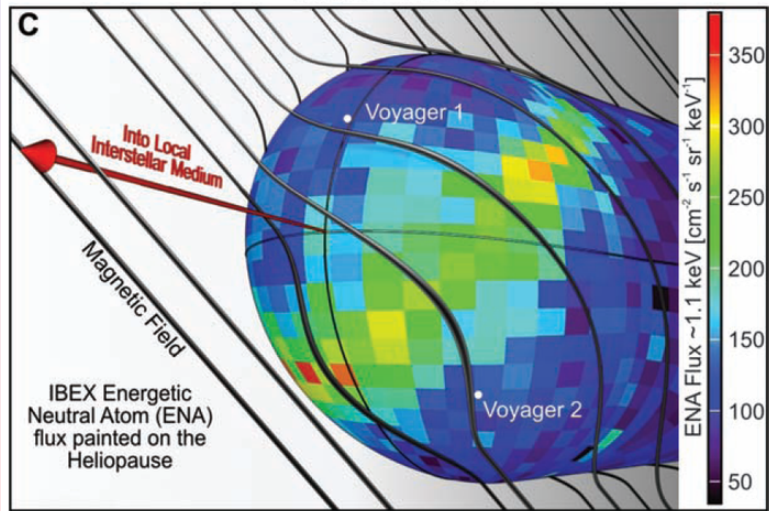 C
Voyager 1
Into Local
Interstellar Medium
Magnetic Field
IBEX Energetic
Neutral Atom (ENA)
flux painted on the
Heliopause
Voyager 2
ENA Flux ~1.1 keV [cm⁻² s⁻¹ sr⁻¹ keV⁻¹]
350
300
250
200
150
100
50